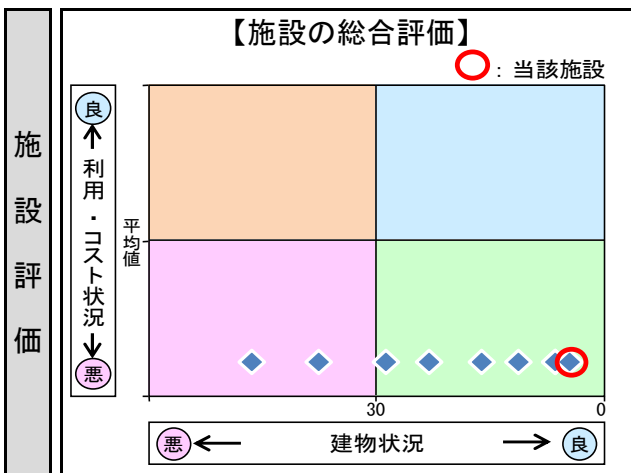 施設評価
【施設の総合評価】
：当該施設
良
利用・コスト状況
悪
平均値
30
0
悪
建物状況
良